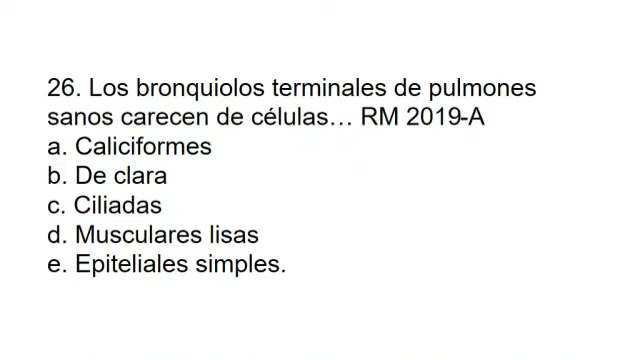 26. Los bronquiolos terminales de pulmones
sanos carecen de células… RM 2019-A
a. Caliciformes
b. De clara
c. Ciliadas
d. Musculares lisas
e. Epiteliales simples.